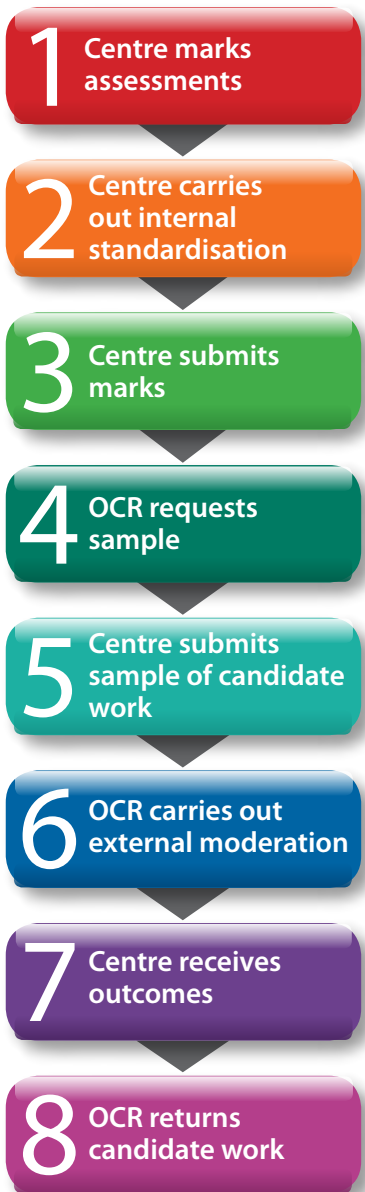 1 Centre marks
assessments
2 Centre carries
out internal
standardisation
3 Centre submits
marks
4 OCR requests
sample
5 Centre submits
sample of candidate
work
6 OCR carries out
external moderation
7 Centre receives
outcomes
8 OCR returns
candidate work